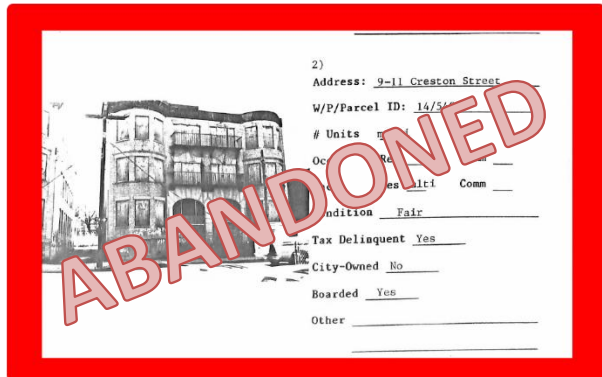 2)
Address: 9-11 Creston Street
W/P/Parcel ID: 14/54
# Units
Condition Fair
Tax Delinquent Yes
City-Owned No
Boarded Yes
Other
Comm
ABANDONED